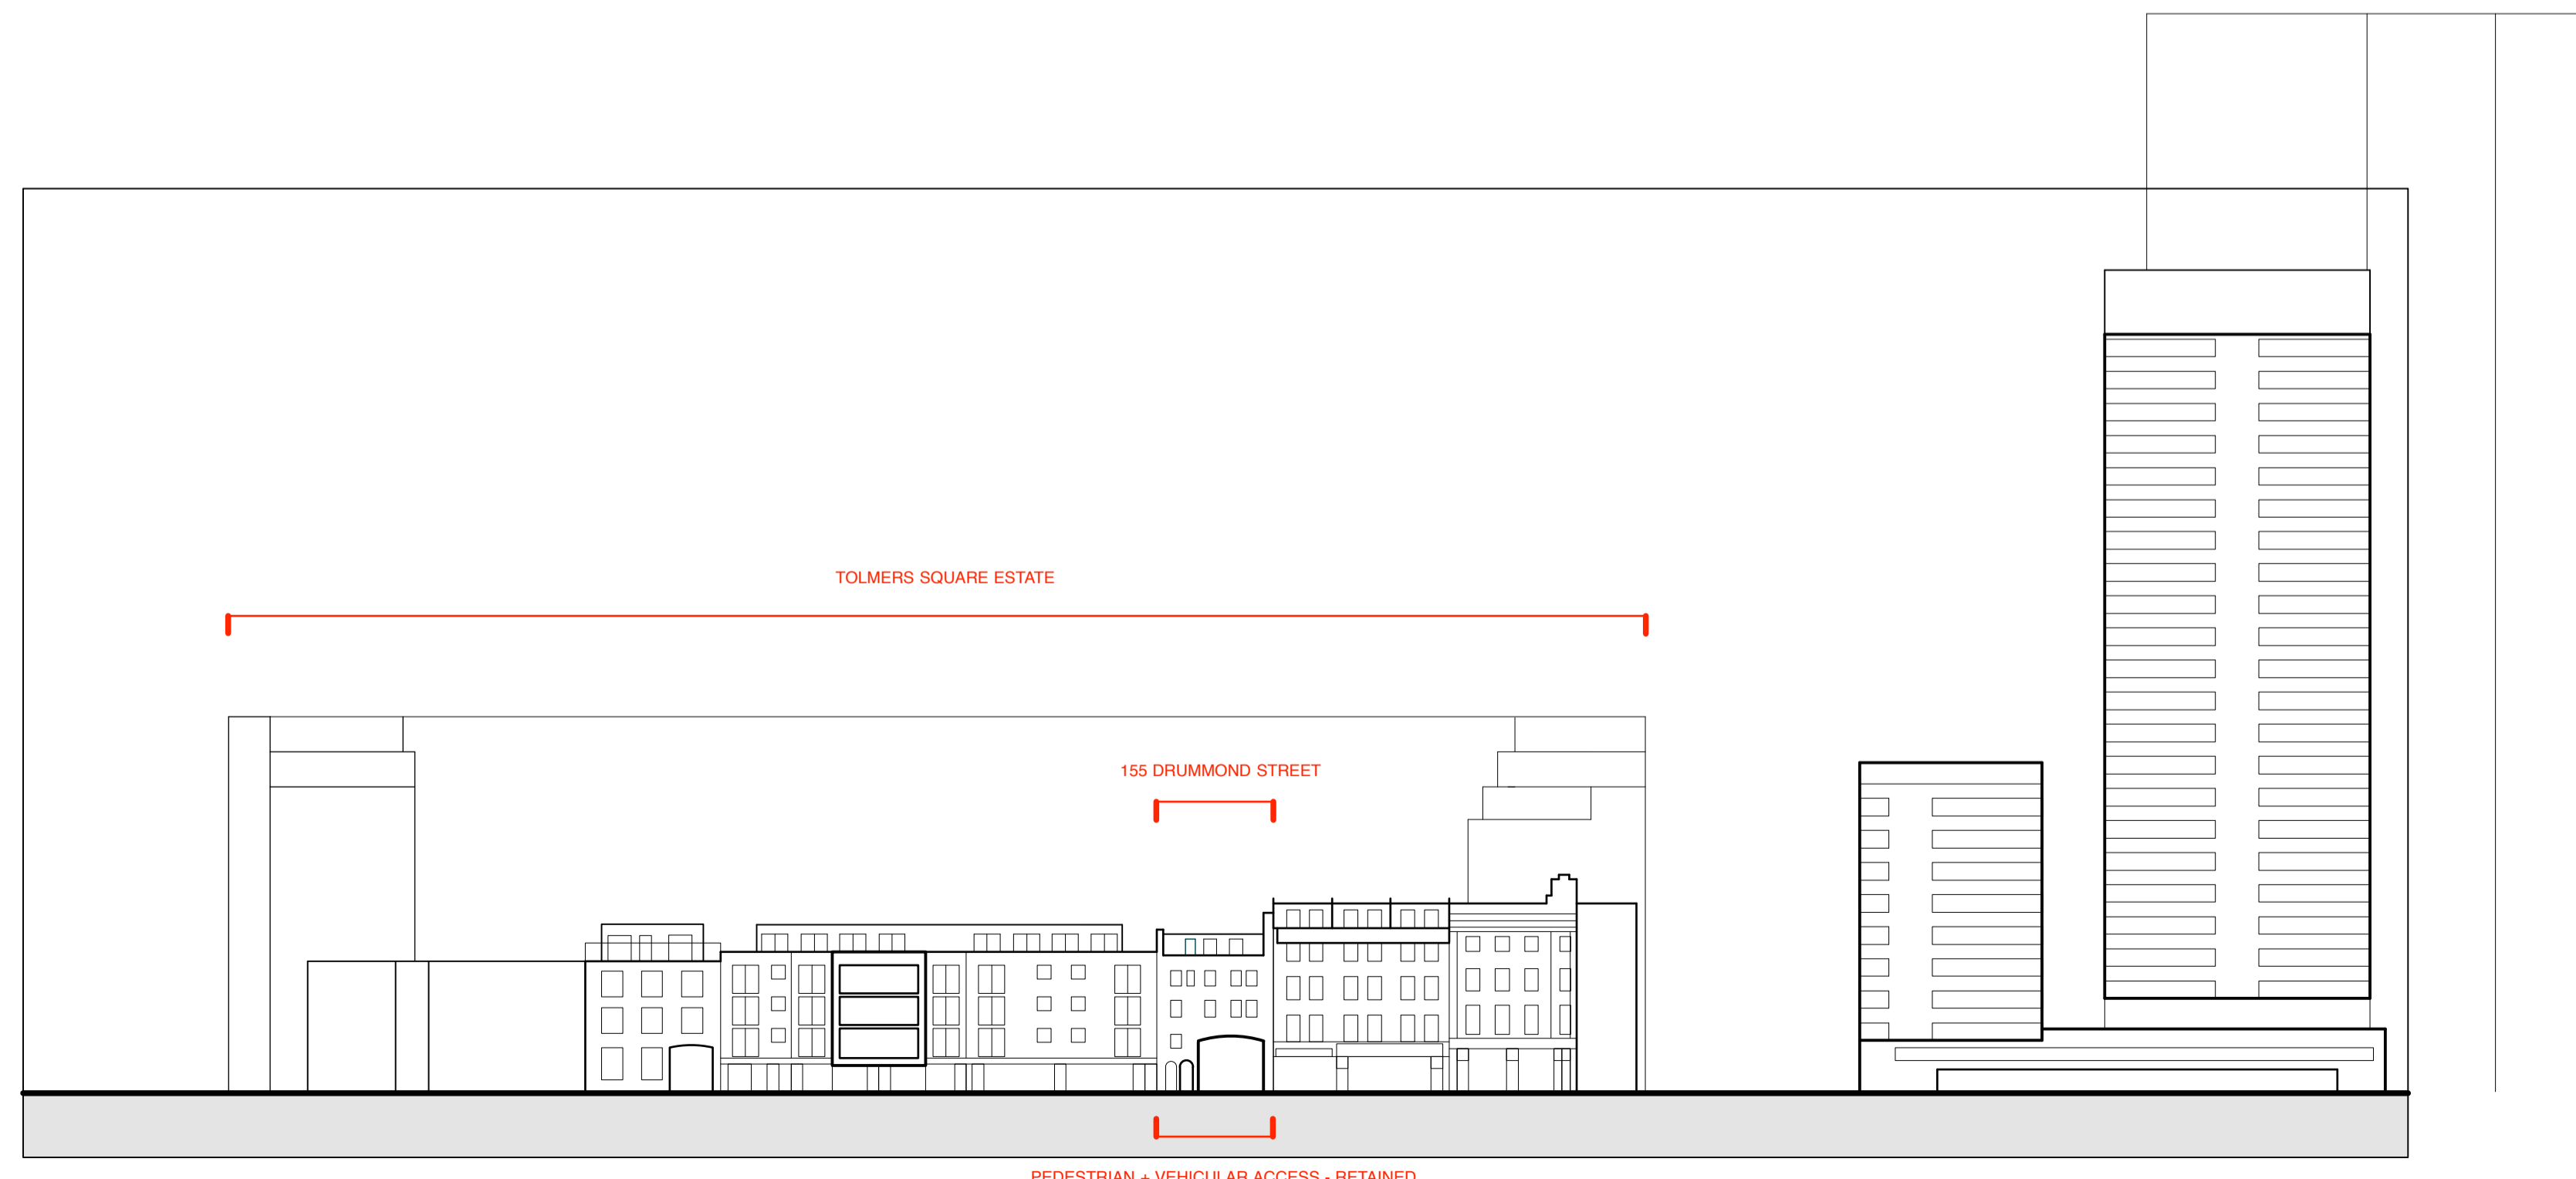 TOLMERS SQUARE ESTATE
155 DRUMMOND STREET
PEDESTRIAN + VEHICULAR ACCESS - RETAINED